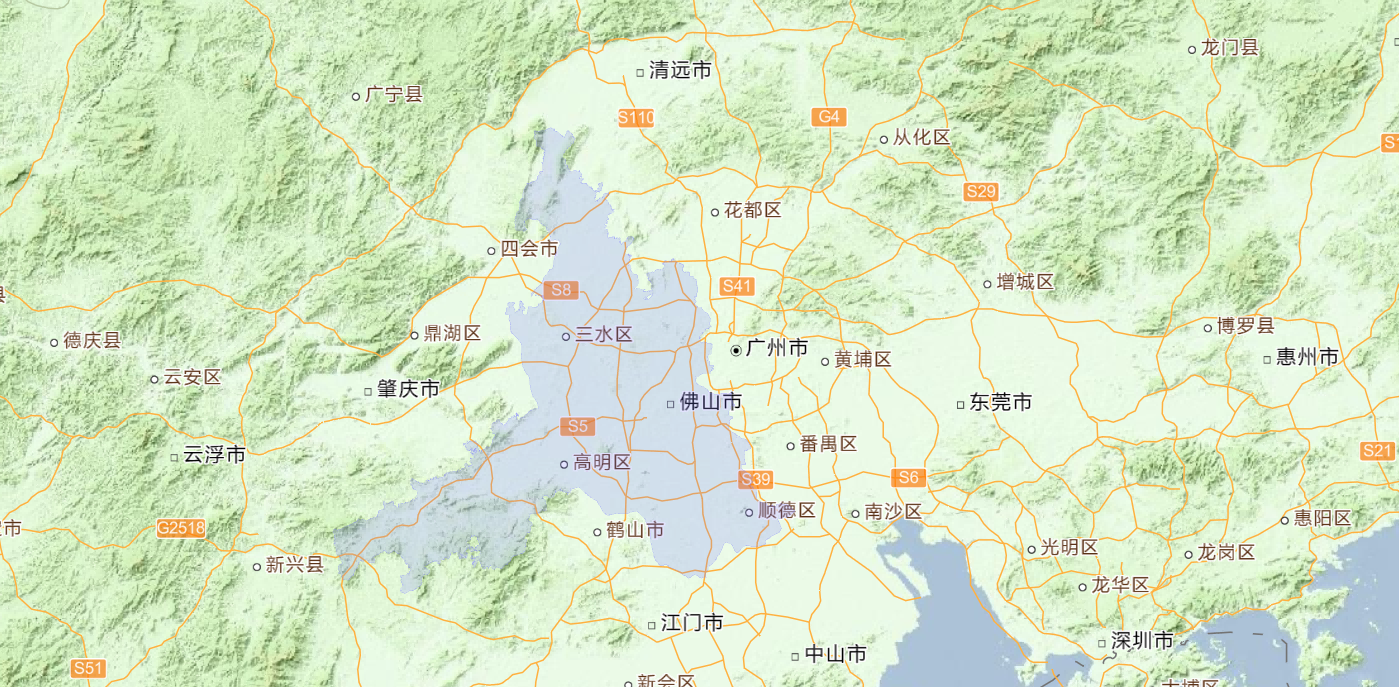 龙门县
清远市
广宁县
S110
G4
从化区
S29
花都区
四会市
增城区
S41
S8
博罗县
鼎湖区
三水区
德庆县
广州市
黄埔区
惠州市
云安区
肇庆市
佛山市
东莞市
S5
番禺区
云浮市
S21
高明区
S39
S6
顺德区
南沙区
惠阳区
G2518
鹤山市
光明区
龙岗区
新兴县
龙华区
江门市
深圳市
中山市
S51
新会区